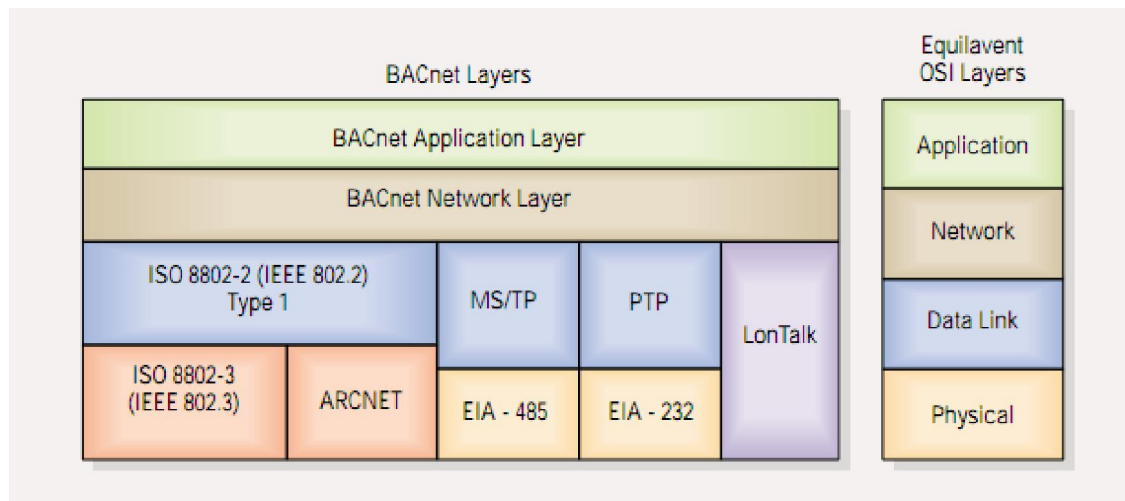 BACnet Layers
Equilavent
OSI Layers
BACnet Application Layer
Application
BACnet Network Layer
Network
ISO 8802-2 (IEEE 802.2)
Type 1
MS/TP
PTP
LonTalk
Data Link
ISO 8802-3
(IEEE 802.3)
ARCNET
EIA - 485
EIA - 232
Physical